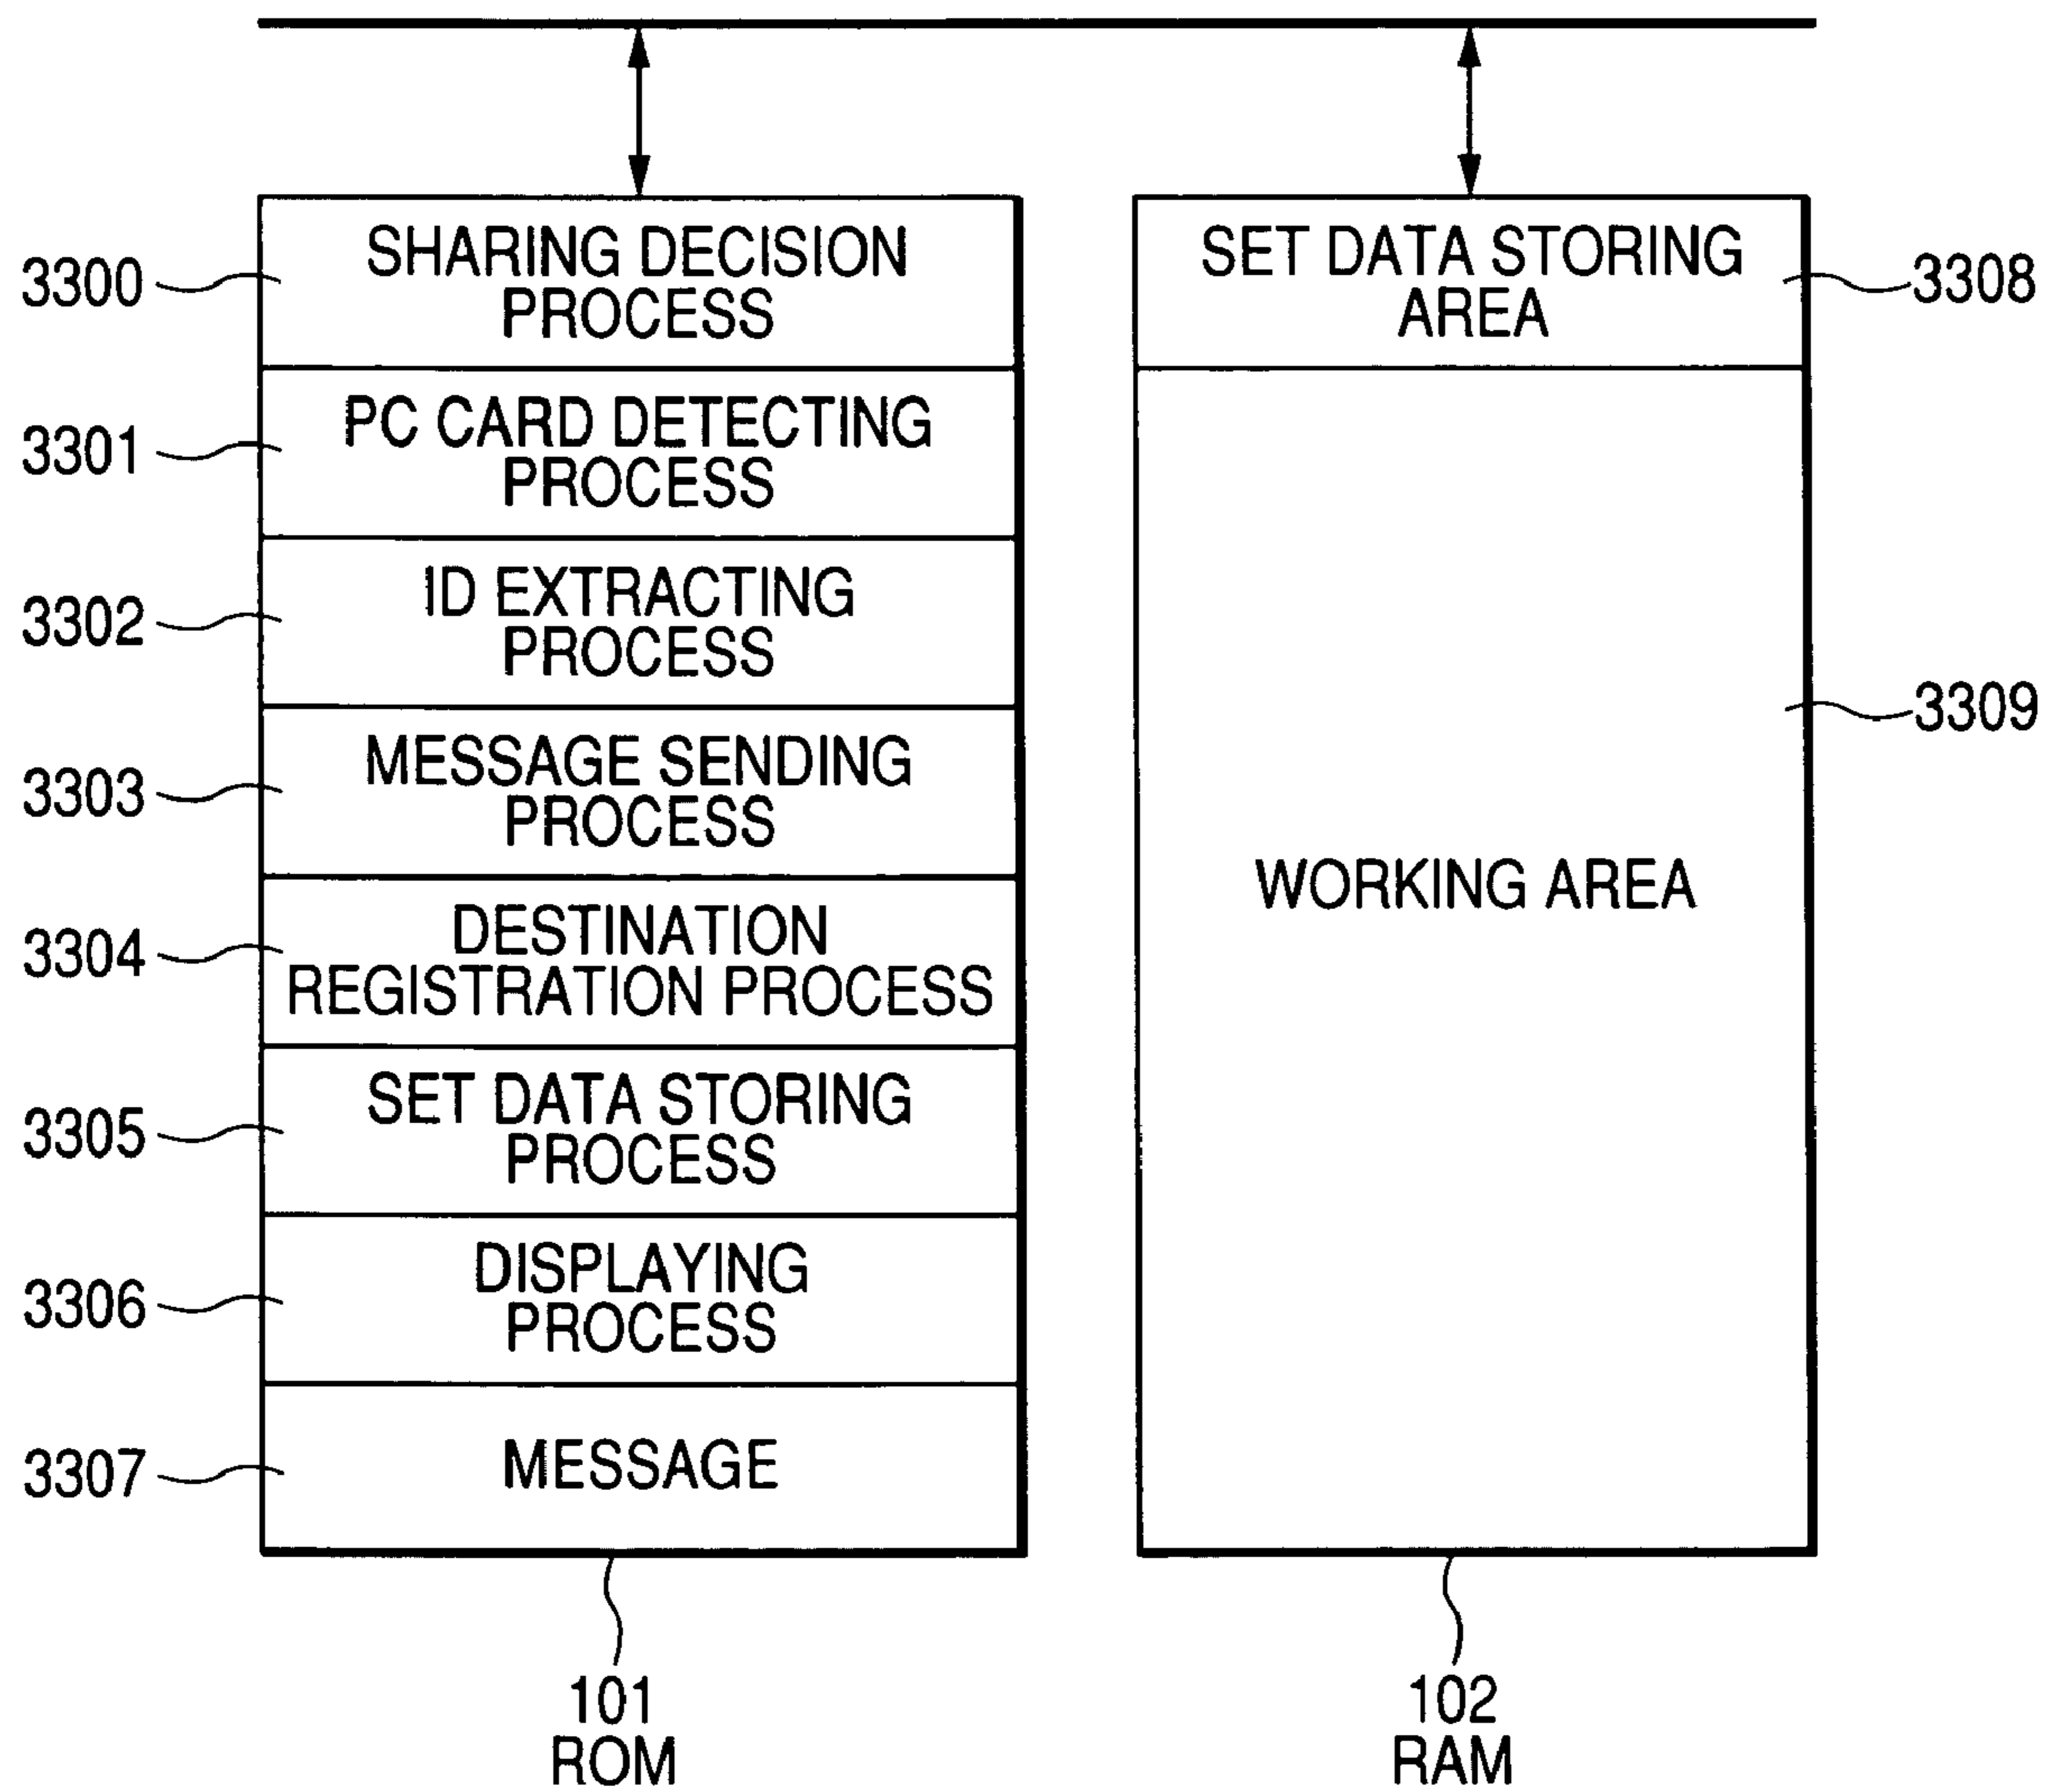 3300
SHARING DECISION
PROCESS
3301
PC CARD DETECTING
PROCESS
3302
ID EXTRACTING
PROCESS
3303
MESSAGE SENDING
PROCESS
3304
DESTINATION
REGISTRATION PROCESS
3305
SET DATA STORING
PROCESS
3306
DISPLAYING
PROCESS
3307
MESSAGE
101
ROM
SET DATA STORING
AREA
3308
WORKING AREA
3309
102
RAM